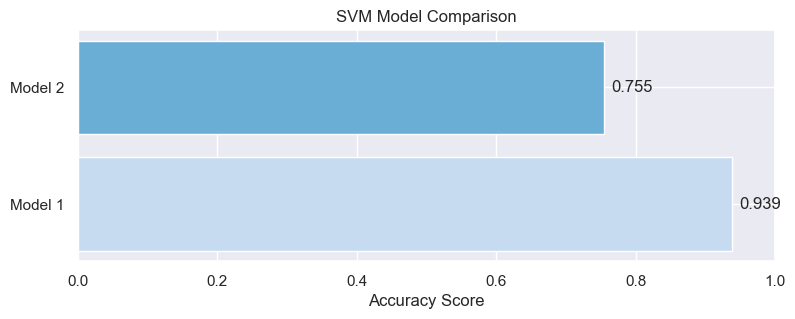 SVM Model Comparison
Model 2
0.755
Model 1
0.939
0.0 0.2 0.4 0.6 0.8 1.0
Accuracy Score